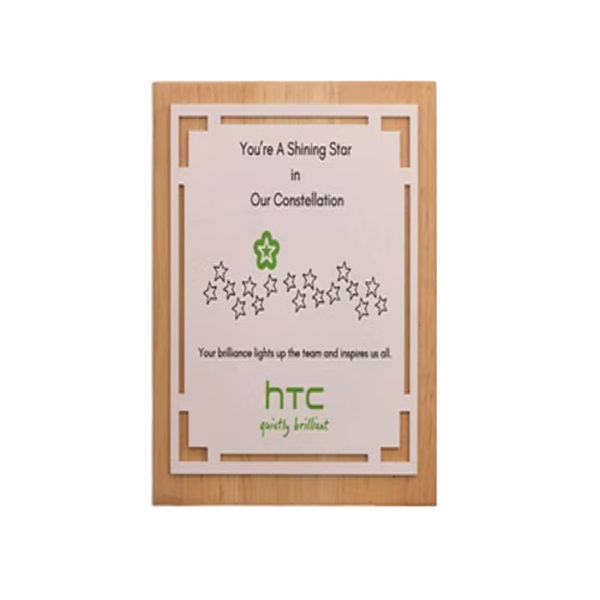 You're A Shining Star
in
Our Constellation
Your brilliance lights up the team and inspires us all.
hTC
quietly brilliant